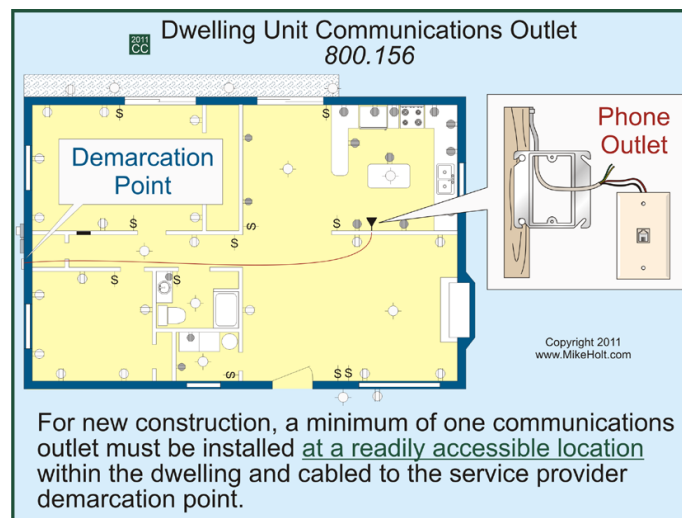 2011
CC
Dwelling Unit Communications Outlet
800.156
Demarcation
Point
Phone
Outlet
$
$
$
$
$
$
$
$
$
$
$
$
$$
Copyright 2011
www.MikeHolt.com
For new construction, a minimum of one communications
outlet must be installed at a readily accessible location
within the dwelling and cabled to the service provider
demarcation point.